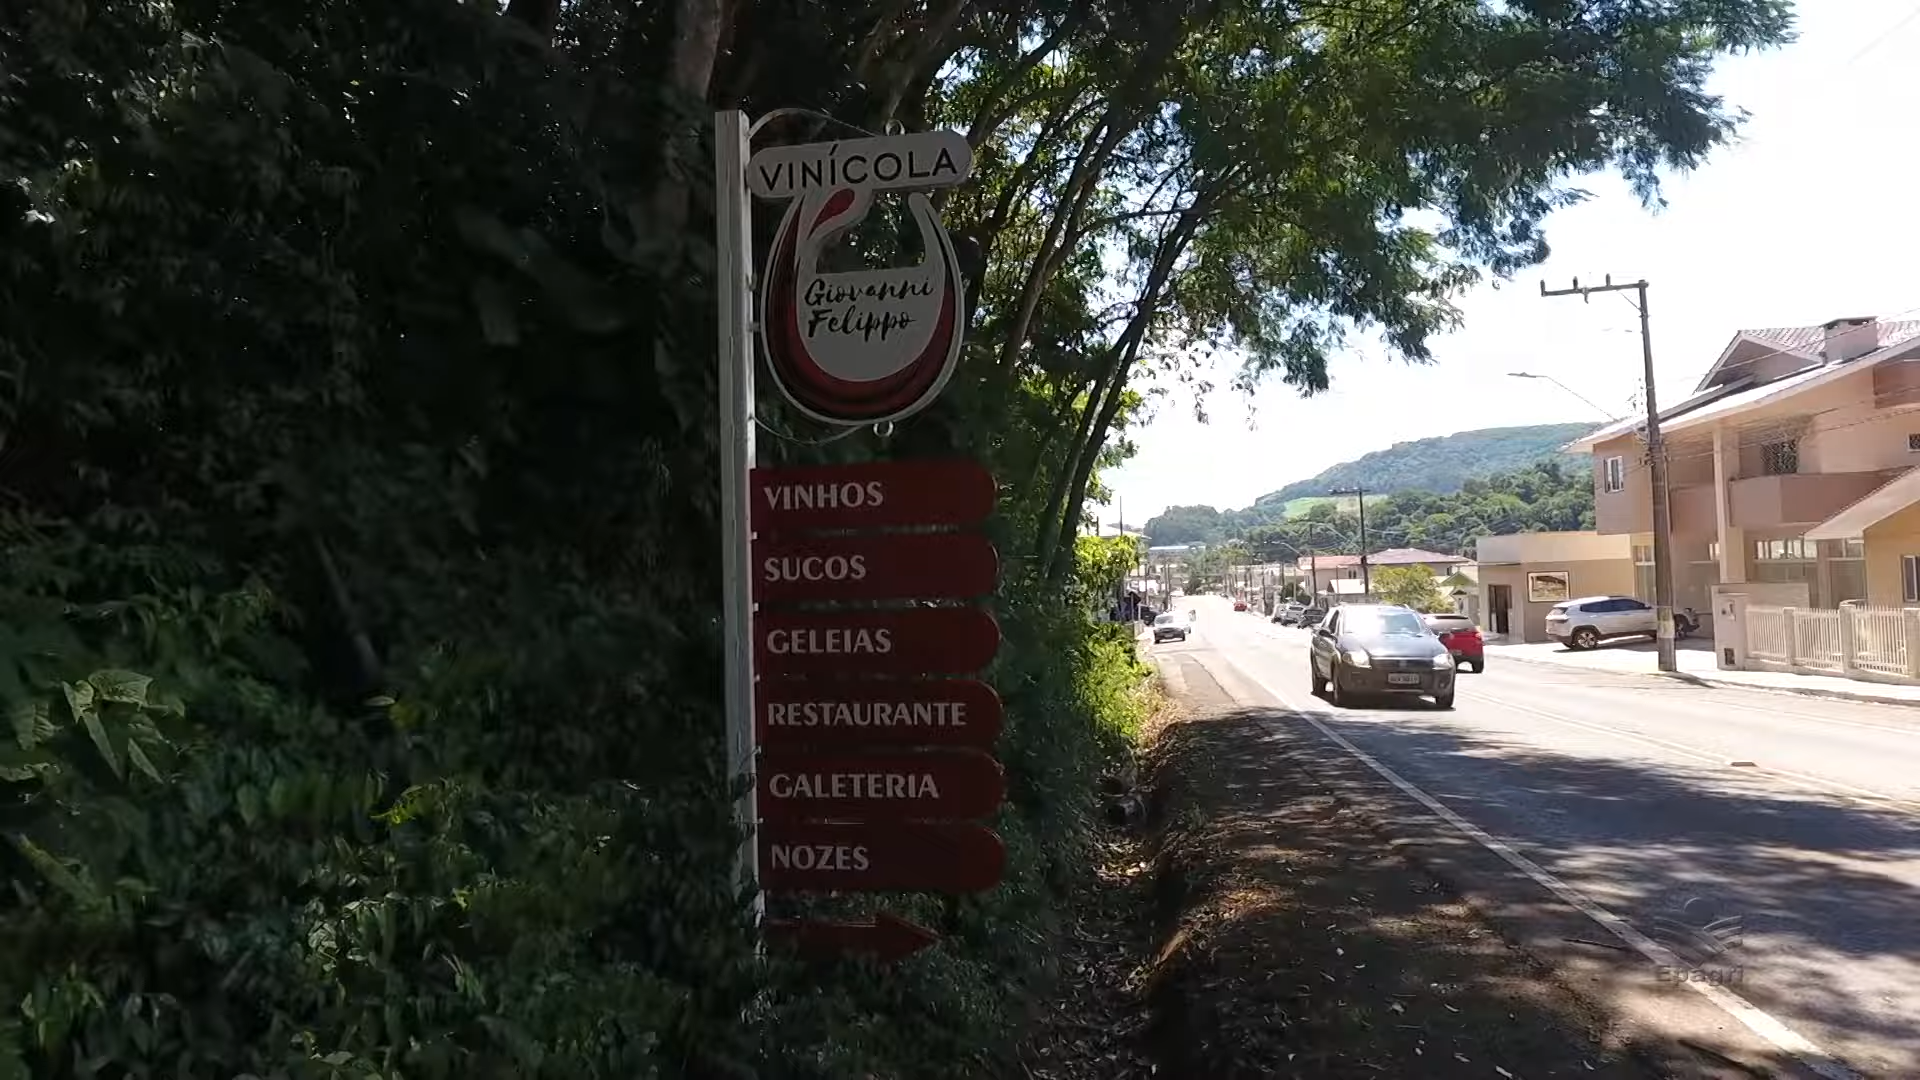 VINÍCOLA
Giovanni
Felippo
VINHOS
SUCOS
GELEIAS
RESTAURANTE
GALETERIA
NOZES
Epagri